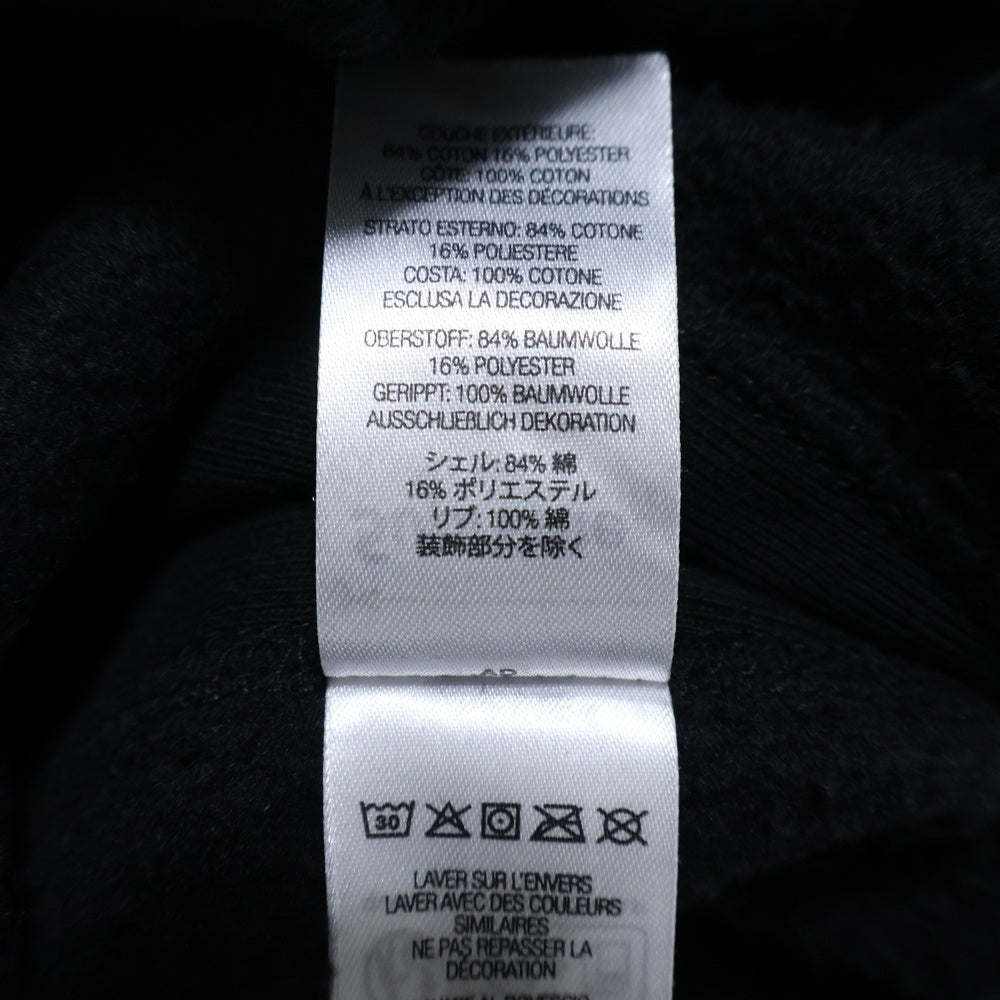 COUCHE EXTÉRIEURE:
84% COTON 16% POLYESTER
CÔTE: 100% COTON
À L'EXCEPTION DES DÉCORATIONS
STRATO ESTERNO: 84% COTONE
16% POLIESTERE
COSTA: 100% COTONE
ESCLUSA LA DECORAZIONE
OBERSTOFF: 84% BAUMWOLLE
16% POLYESTER
GERIPPT: 100% BAUMWOLLE
AUSSCHLIEßLICH DEKORATION
シェル: 84% 綿
16% ポリエステル
リブ: 100% 綿
装飾部分を除く
30
LAVER SUR L'ENVERS
LAVER AVEC DES COULEURS
SIMILAIRES
NE PAS REPASSER LA
DÉCORATION